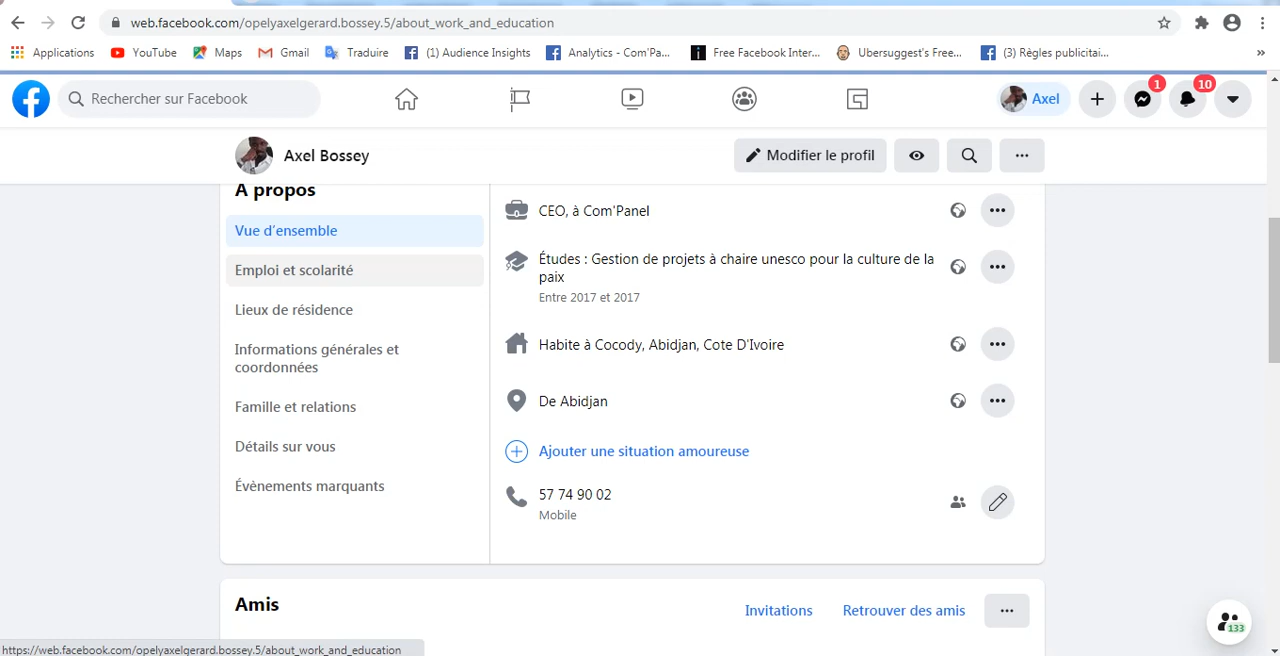 web.facebook.com/opelyaxelgerard.bossey.5/about_work_and_education
Applications YouTube Maps Gmail Traduire (1) Audience Insights Analytics - Com'Pa... Free Facebook Inter... Ubersuggest's Free... (3) Règles publicitai... »
Rechercher sur Facebook
Axel
1
10
Axel Bossey
Modifier le profil
À propos
Vue d'ensemble
Emploi et scolarité
Lieux de résidence
Informations générales et
coordonnées
Famille et relations
Détails sur vous
Évènements marquants
CEO, à Com'Panel
Études : Gestion de projets à chaire unesco pour la culture de la
paix
Entre 2017 et 2017
Habite à Cocody, Abidjan, Cote D'Ivoire
De Abidjan
Ajouter une situation amoureuse
57 74 90 02
Mobile
Amis
Invitations
Retrouver des amis
133
https://web.facebook.com/opelyaxelgerard.bossey.5/about_work_and_education